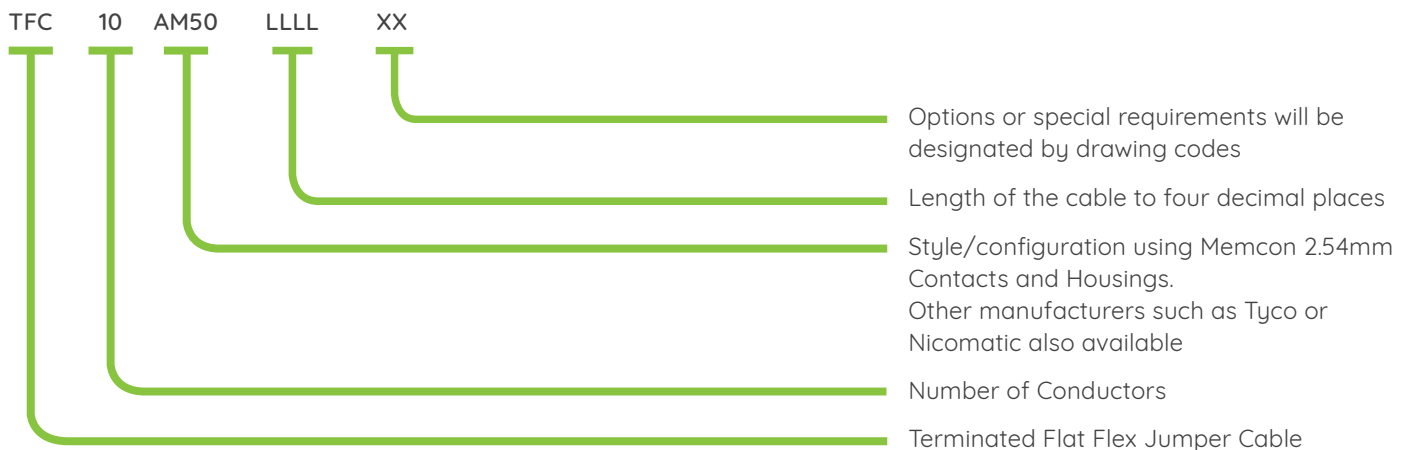 TFC 10 AM50 LLLL XX
Options or special requirements will be
designated by drawing codes
Length of the cable to four decimal places
Style/configuration using Memcon 2.54mm
Contacts and Housings.
Other manufacturers such as Tyco or
Nicomatic also available
Number of Conductors
Terminated Flat Flex Jumper Cable